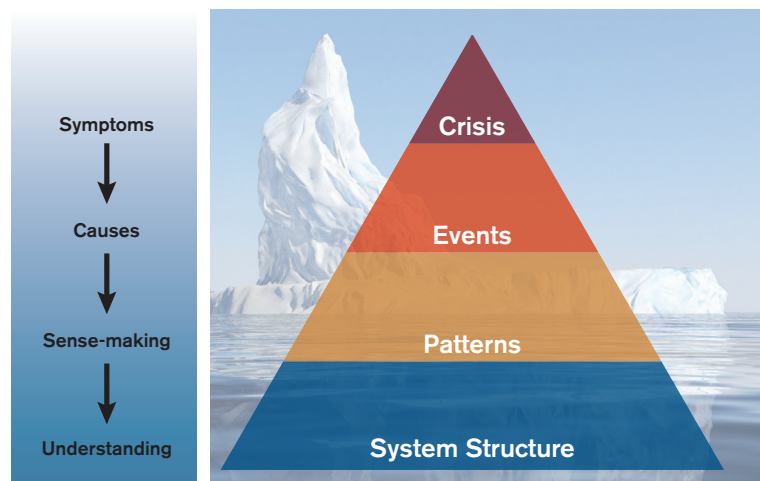 Symptoms
Causes
Sense-making
Understanding
Crisis
Events
Patterns
System Structure